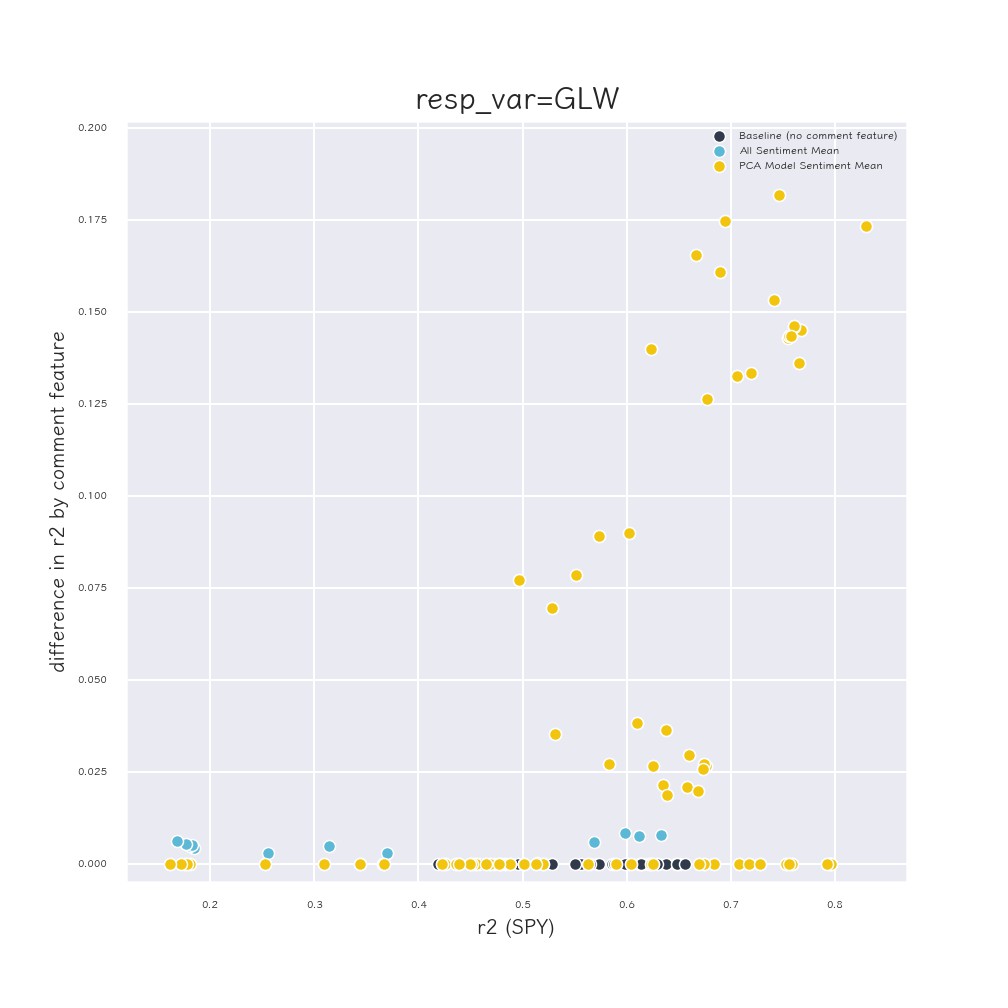 resp_var=GLW
Baseline (no comment feature)
All Sentiment Mean
PCA Model Sentiment Mean
difference in r2 by comment feature
0.200
0.175
0.150
0.125
0.100
0.075
0.050
0.025
0.000
0.2 0.3 0.4 0.5 0.6 0.7 0.8
r2 (SPY)